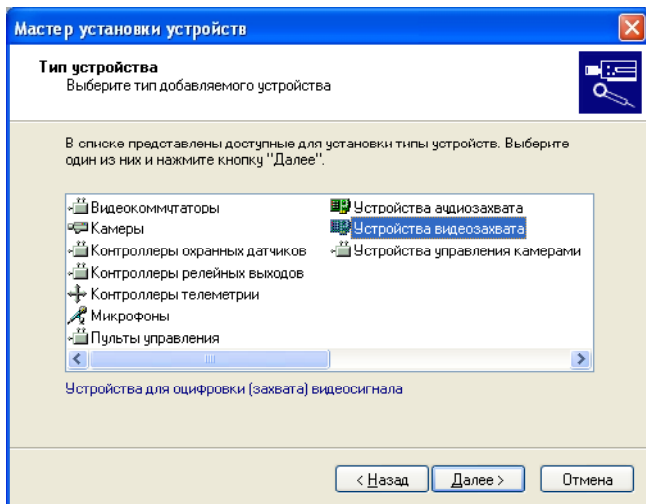 Мастер установки устройств
Тип устройства
Выберите тип добавляемого устройства
В списке представлены доступные для установки типы устройств. Выберите
один из них и нажмите кнопку "Далее".
Видеокоммутаторы
Камеры
Контроллеры охранных датчиков
Контроллеры релейных выходов
Контроллеры телеметрии
Микрофоны
Пульты управления
Устройства аудиозахвата
Устройства видеозахвата
Устройства управления камерами
Устройства для оцифровки (захвата) видеосигнала
< Назад
Далее >
Отмена